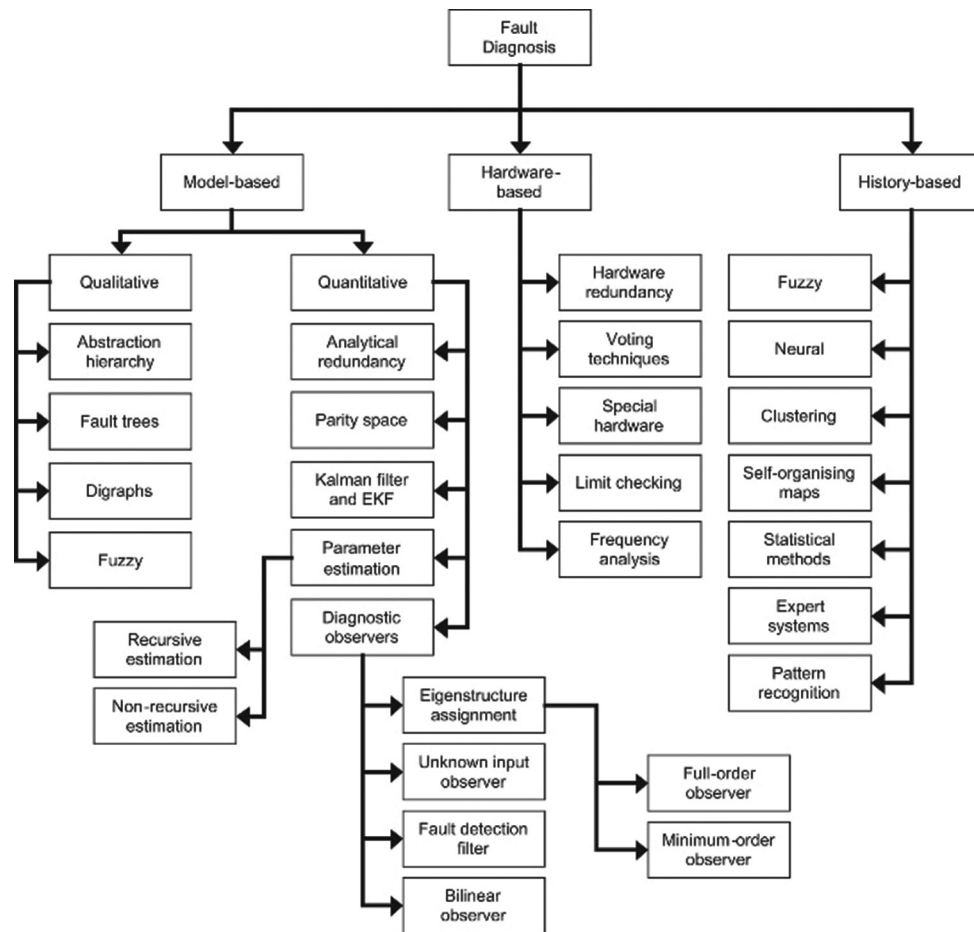 Fault
Diagnosis
Model-based
Hardware-
based
History-based
Qualitative
Abstraction
hierarchy
Fault trees
Digraphs
Fuzzy
Quantitative
Analytical
redundancy
Parity space
Kalman filter
and EKF
Parameter
estimation
Diagnostic
observers
Recursive
estimation
Non-recursive
estimation
Eigenstructure
assignment
Unknown input
observer
Fault detection
filter
Bilinear
observer
Full-order
observer
Minimum-order
observer
Hardware
redundancy
Voting
techniques
Special
hardware
Limit checking
Frequency
analysis
Fuzzy
Neural
Clustering
Self-organising
maps
Statistical
methods
Expert
systems
Pattern
recognition